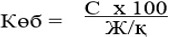 Көб = С х 100
Ж/қ